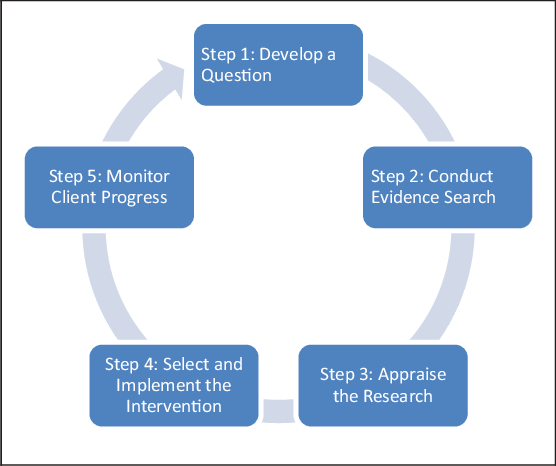 Step 1: Develop a
Question
Step 2: Conduct
Evidence Search
Step 3: Appraise
the Research
Step 4: Select and
Implement the
Intervention
Step 5: Monitor
Client Progress